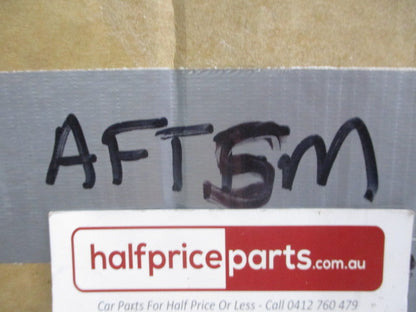 AFTSM
halfpriceparts.com.au
Car Parts For Half Price Or Less - Call 0412 760 479